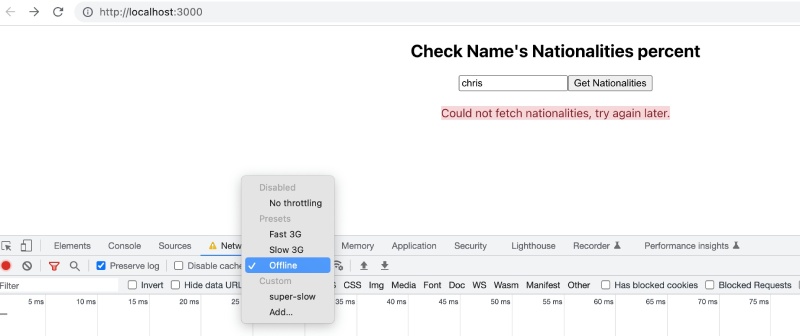 http://localhost:3000
Check Name's Nationalities percent
chris Get Nationalities
Could not fetch nationalities, try again later.
Disabled
No throttling
Presets
Fast 3G
Slow 3G
Offline
Custom
super-slow
Add...
Elements Console Sources Memory Application Security Lighthouse Recorder Performance insights
Preserve log Disable cache
Filter Invert Hide data URL CSS Img Media Font Doc WS Wasm Manifest Other Has blocked cookies Blocked Requests
5 ms 10 ms 15 ms 20 ms 25 ms 35 ms 40 ms 45 ms 50 ms 55 ms 60 ms 65 ms 70 ms 75 ms